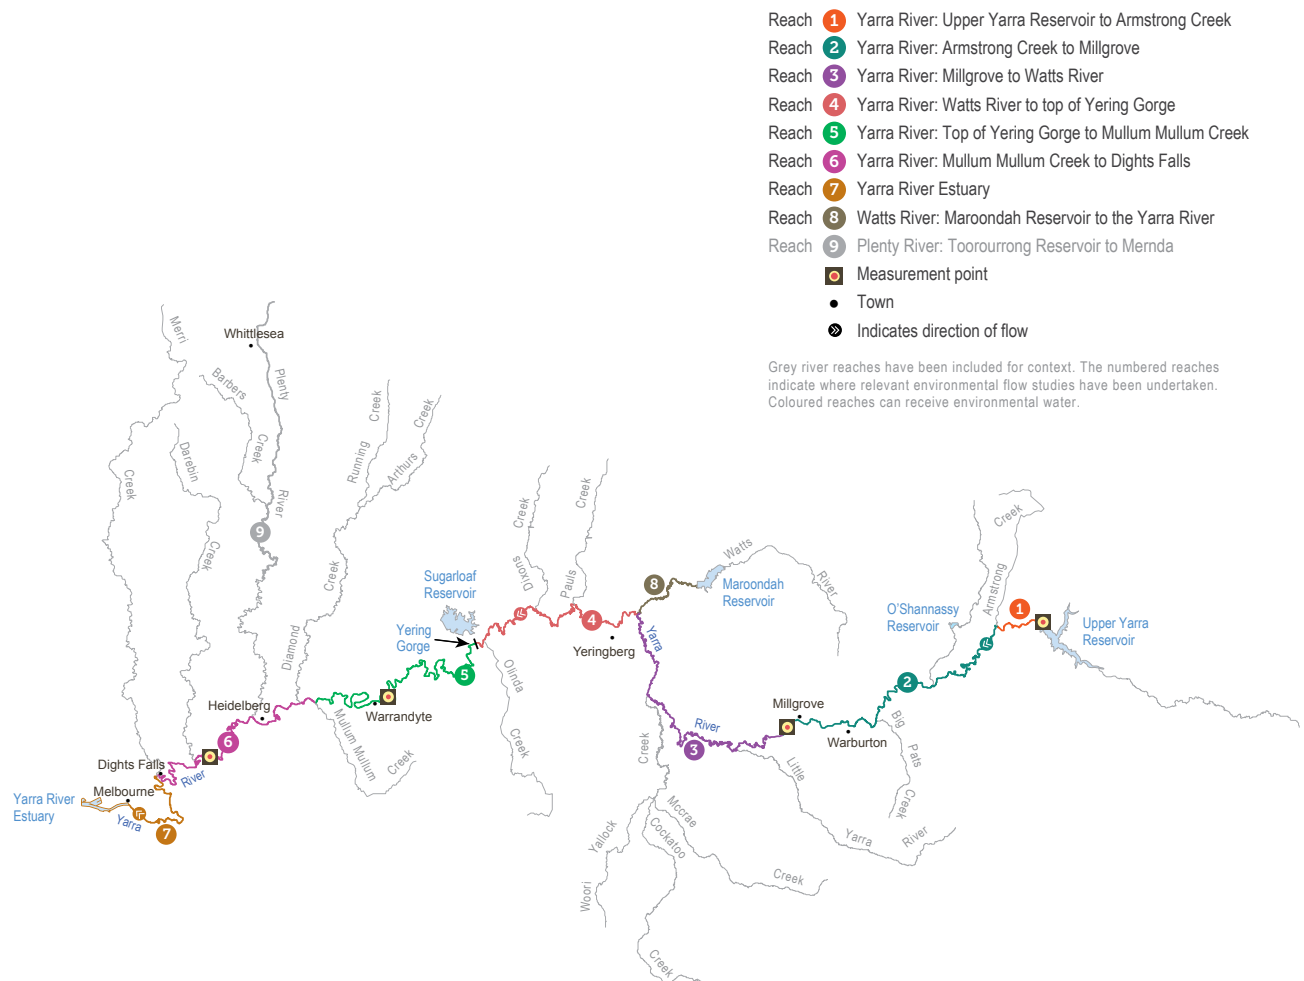 Reach 1 Yarra River: Upper Yarra Reservoir to Armstrong Creek
Reach 2 Yarra River: Armstrong Creek to Millgrove
Reach 3 Yarra River: Millgrove to Watts River
Reach 4 Yarra River: Watts River to top of Yering Gorge
Reach 5 Yarra River: Top of Yering Gorge to Mullum Mullum Creek
Reach 6 Yarra River: Mullum Mullum Creek to Dights Falls
Reach 7 Yarra River Estuary
Reach 8 Watts River: Maroondah Reservoir to the Yarra River
Reach 9 Plenty River: Toorourrong Reservoir to Mernda
Measurement point
Town
Indicates direction of flow
Grey river reaches have been included for context. The numbered reaches
indicate where relevant environmental flow studies have been undertaken.
Coloured reaches can receive environmental water.
Merri
Creek
Whittlesea
Barbers
Creek
Plenty
River
9
Darebin
Creek
Running
Creek
Arthurs
Creek
Diamond
Creek
Sugarloaf
Reservoir
Yering
Gorge
Dixons
Creek
Pauls
Creek
8
Watts
River
Maroondah
Reservoir
O'Shannassy
Reservoir
Armstrong
Creek
1
Upper Yarra
Reservoir
4
Yeringberg
Yarra
River
5
Olinda
Creek
2
Heidelberg
Warrandyte
Mullum Mullum
Creek
6
Millgrove
Warburton
Big
Pats
Creek
3
Creek
Little
Yarra
River
Dights Falls
River
Melbourne
Yarra River
Estuary
Yarra
7
Mccrae
Creek
Cockatoo
Creek
Woori
Yallock